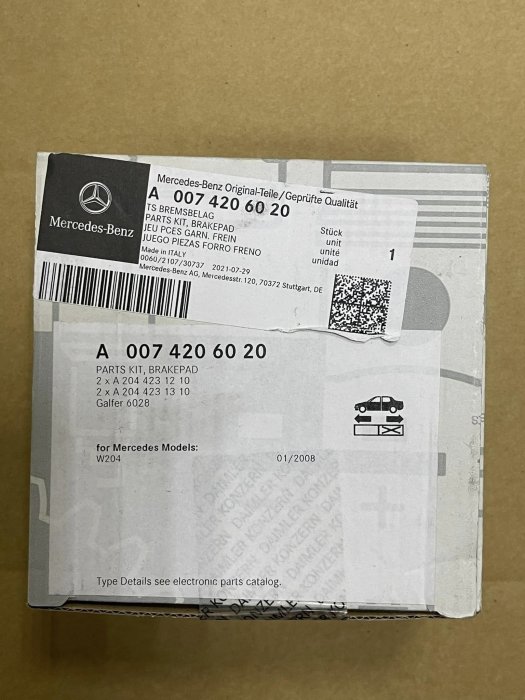 Mercedes-Benz
Mercedes-Benz Original-Teile/Geprüfte Qualität
A 007 420 60 20
TS BREMSBELAG
PARTS KIT, BRAKEPAD
JEU PCES GARN. FREIN
JUEGO PIEZAS FORRO FRENO
Stück
unit
unité
unidad
1
Made in ITALY
0060/2107/30737 2021-07-29
Mercedes-Benz AG, Mercedesstr. 120, 70372 Stuttgart, DE
A 007 420 60 20
PARTS KIT, BRAKEPAD
2 x A 204 423 12 10
2 x A 204 423 13 10
Galfer 6028
for Mercedes Models:
W204 01/2008
Type Details see electronic parts catalog.